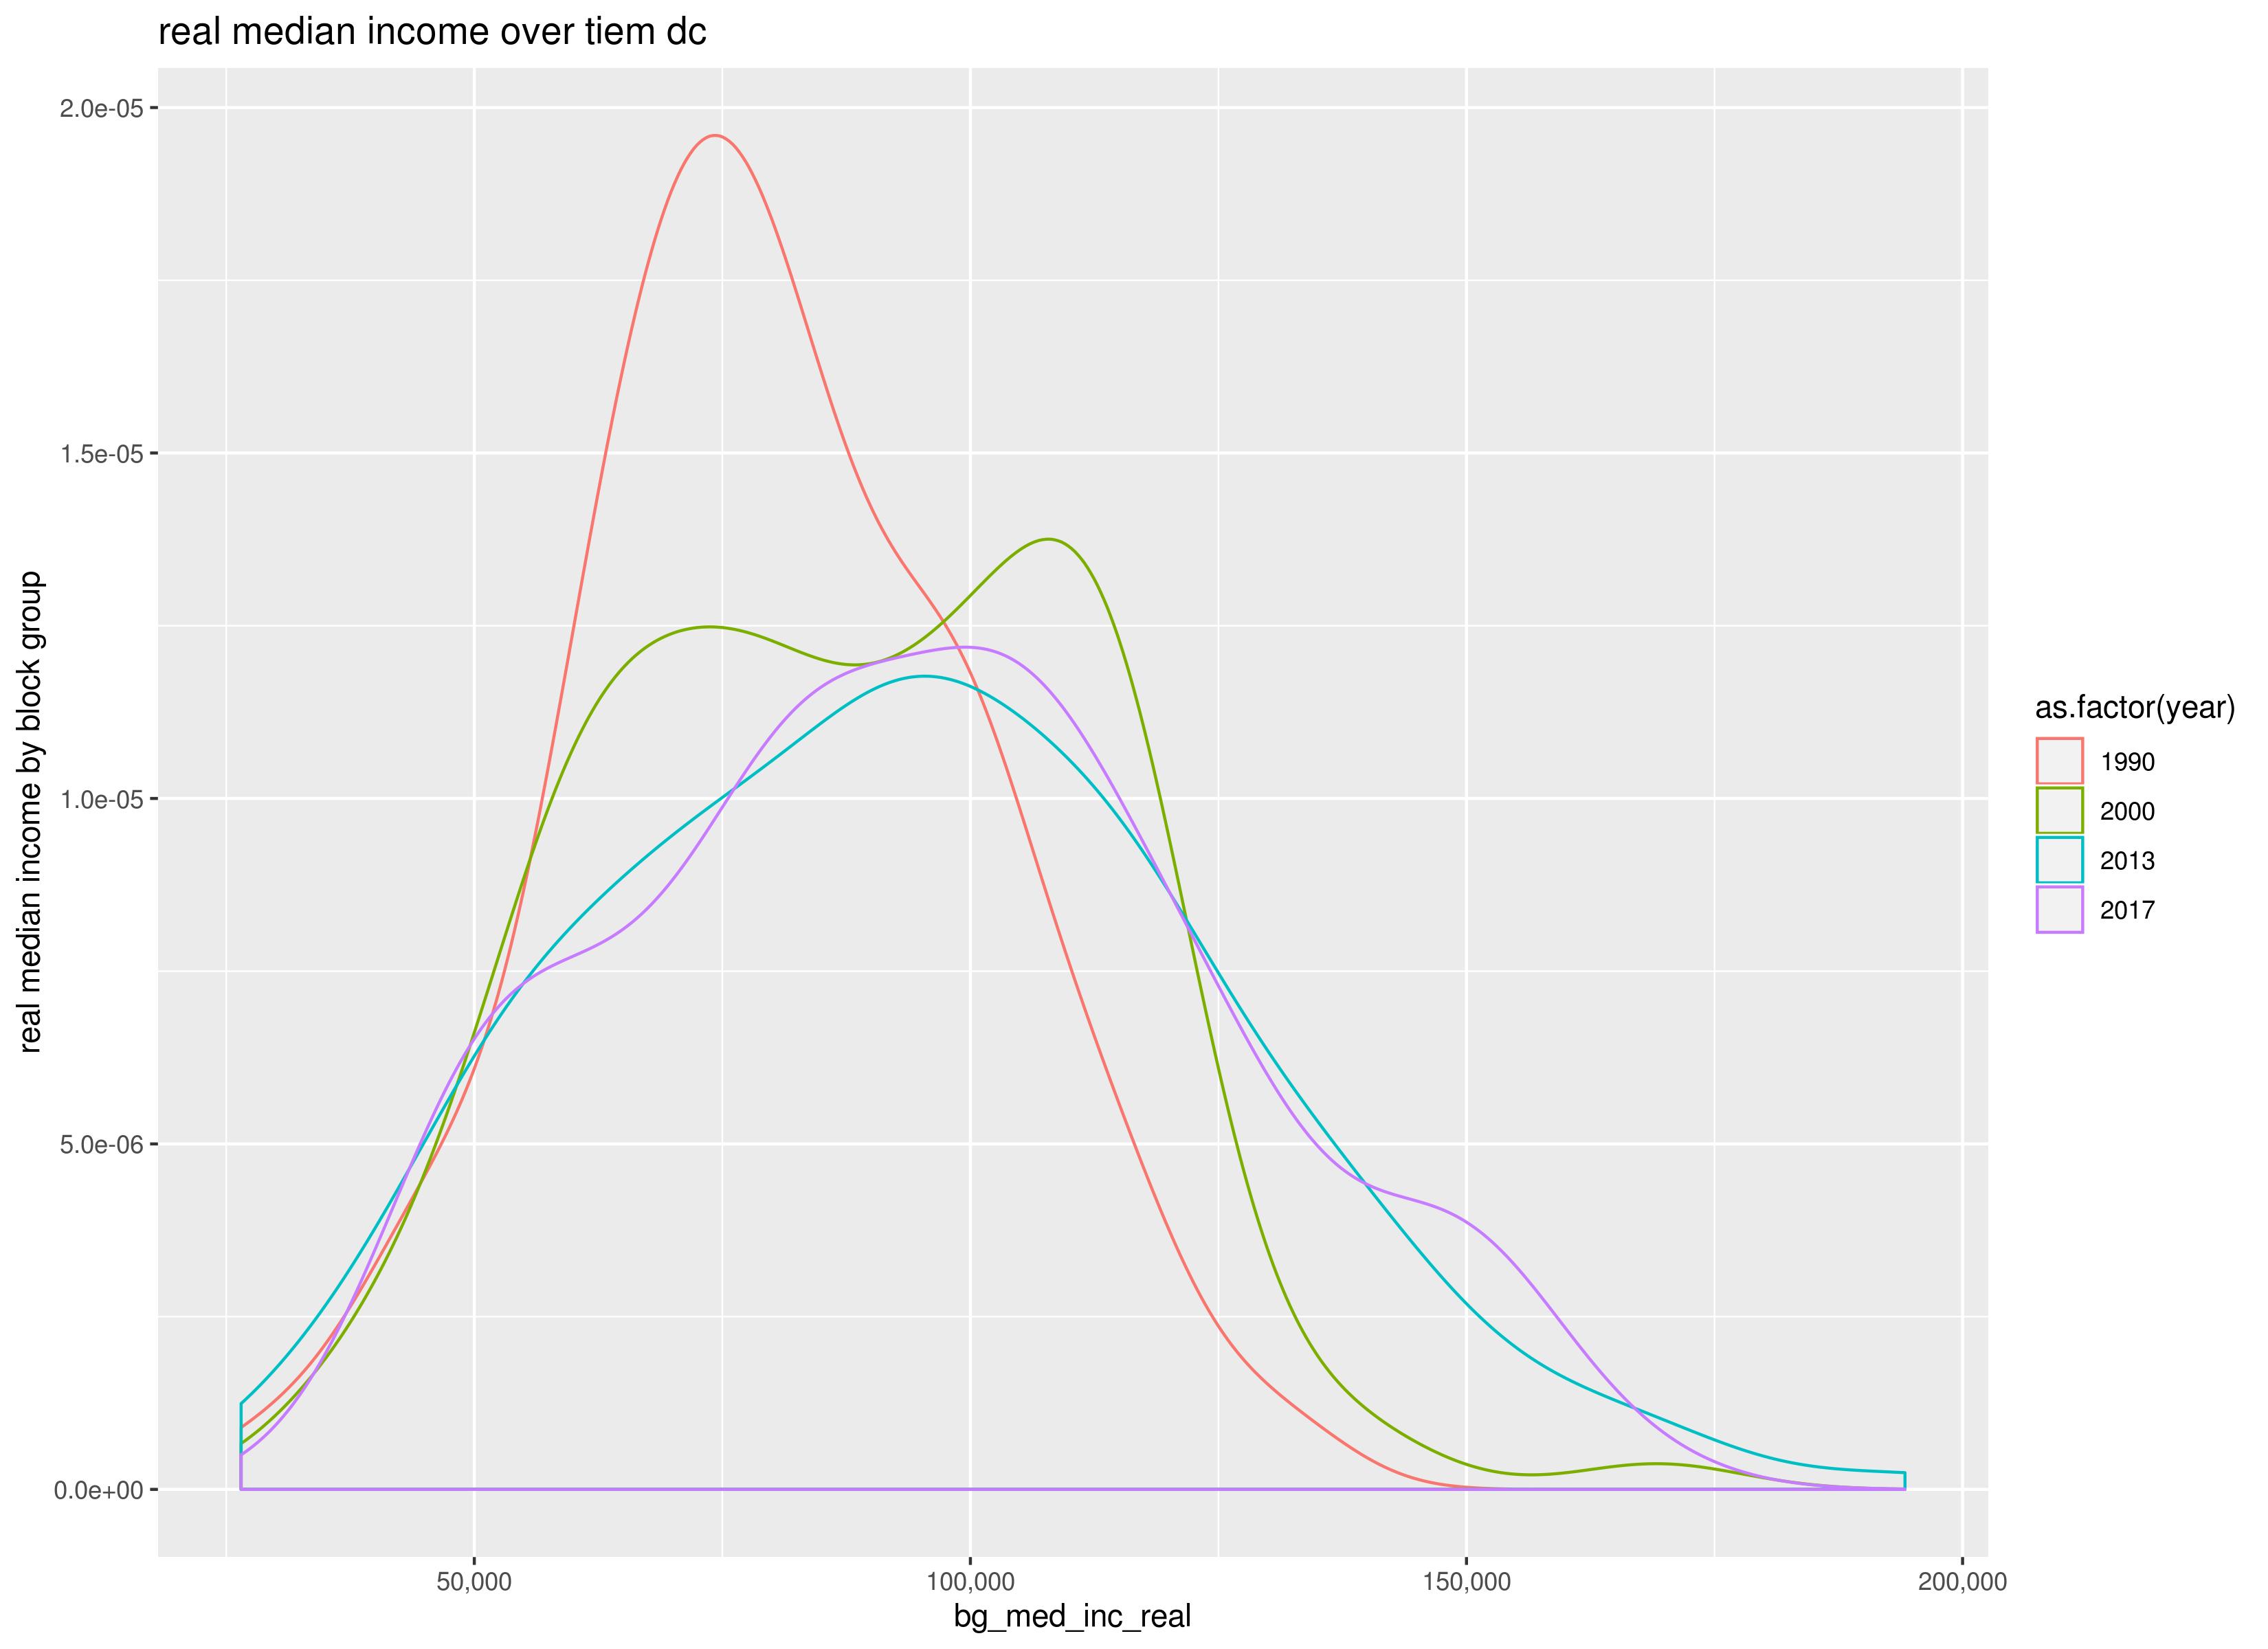 real median income over tiem dc
real median income by block group
2.0e-05
1.5e-05
1.0e-05
5.0e-06
0.0e+00
50,000
100,000
150,000
200,000
bg_med_inc_real
as.factor(year)
1990
2000
2013
2017